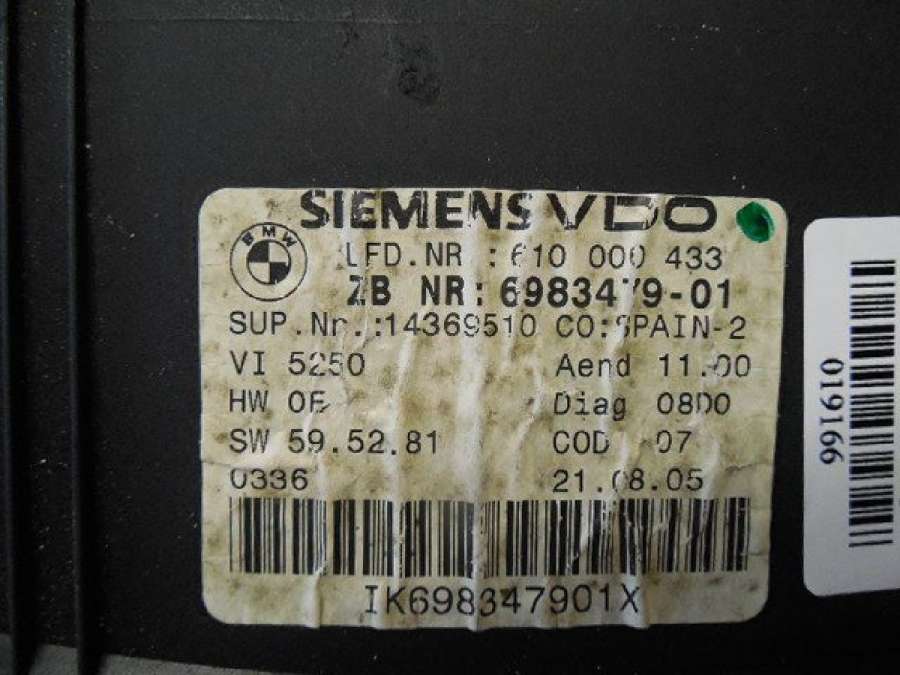 SIEMENS VDO
BMW
LFD.NR : 610 000 433
ZB NR: 6983479-01
SUP.Nr.:14369510 CO:SPAIN-2
VI 5250 Aend 11.00
HW 0E Diag 08D0
SW 59.52.81 COD 07
0336 21.08.05
IK698347901X
019166